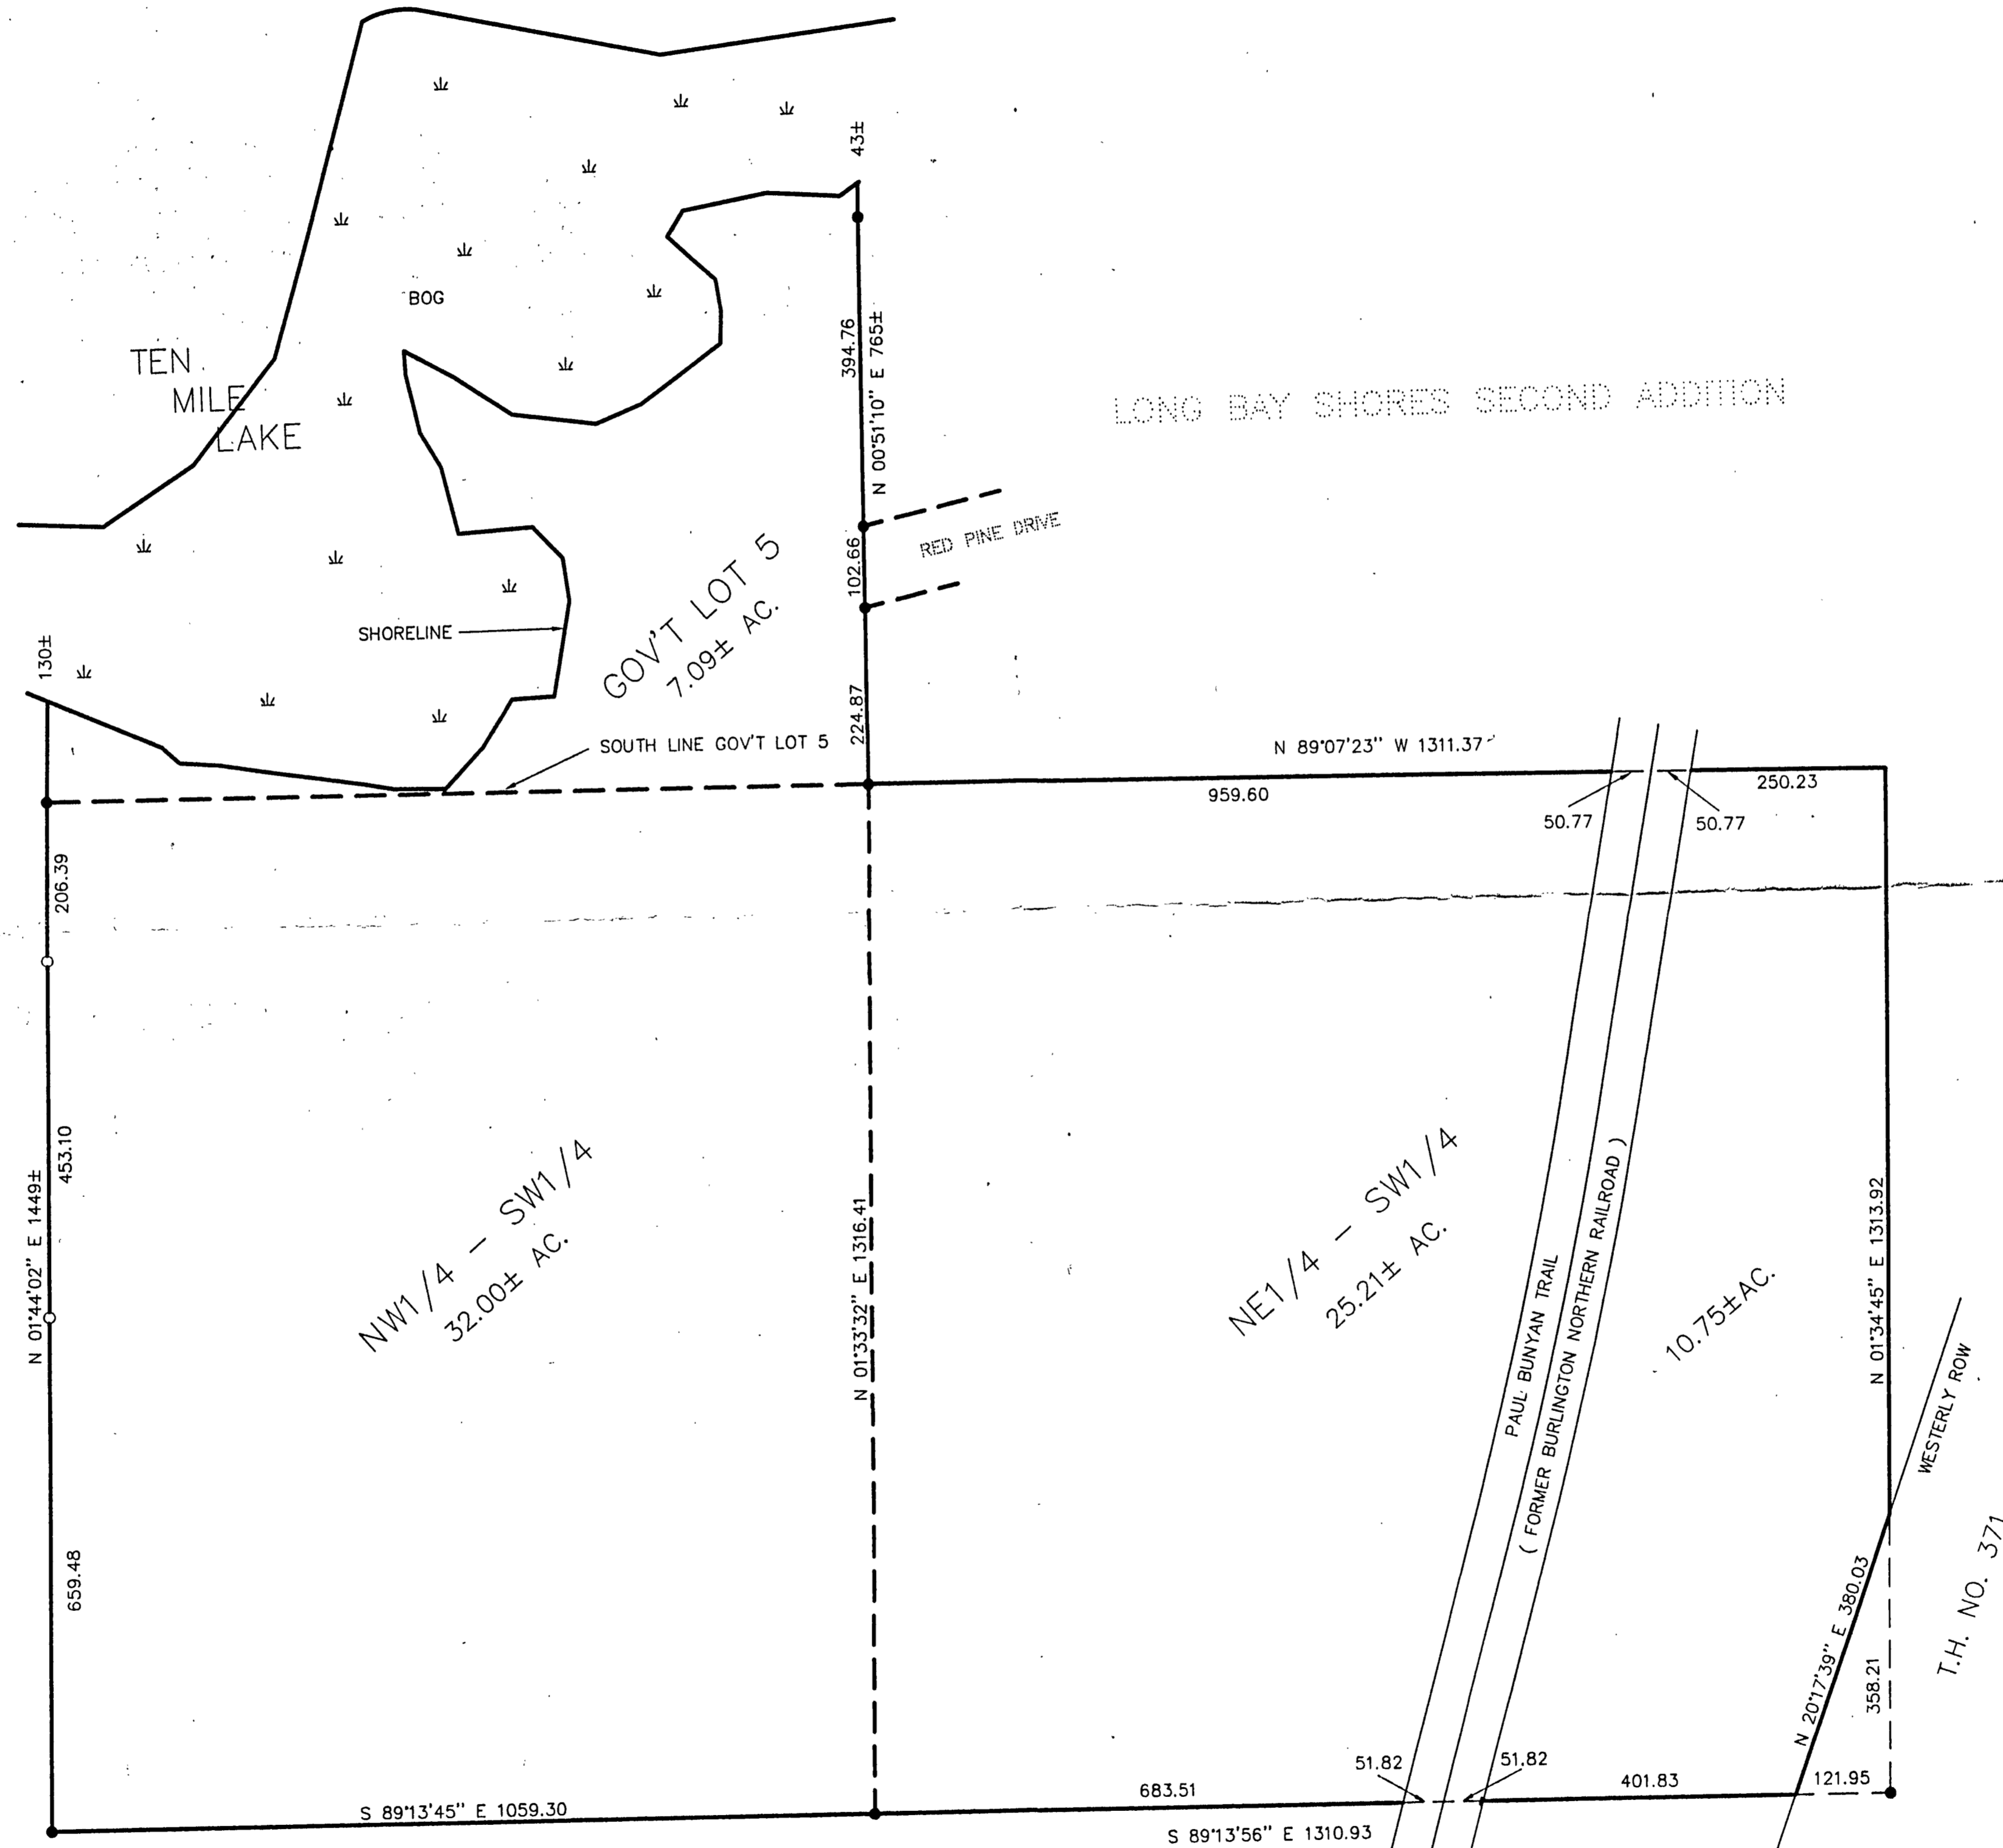 43±
BOG
TEN
MILE
LAKE
394.76
N 00°51'10" E 765±
LONG BAY SHORES SECOND ADDITION
RED PINE DRIVE
102.66
GOV'T LOT 5
7.09± AC.
SHORELINE
130±
224.87
SOUTH LINE GOV'T LOT 5
N 89°07'23" W 1311.37
959.60
250.23
50.77
50.77
206.39
453.10
N 01°44'02" E 1449±
NW1/4 - SW1/4
32.00± AC.
N 01°33'32" E 1316.41
NE1/4 - SW1/4
25.21± AC.
PAUL BUNYAN TRAIL
( FORMER BURLINGTON NORTHERN RAILROAD )
10.75±AC.
N 01°34'45" E 1313.92
WESTERLY ROW
T.H. NO. 371
659.48
N 20°17'39" E 380.03
358.21
51.82
51.82
683.51
401.83
121.95
S 89°13'45" E 1059.30
S 89°13'56" E 1310.93